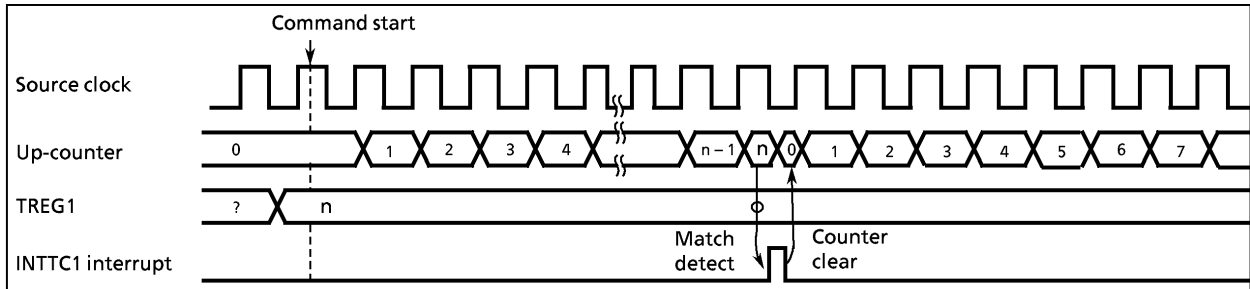 Command start
Source clock
Up-counter 0 1 2 3 4 n – 1 n 0 1 2 3 4 5 6 7
TREG1 ? n
Match detect
Counter clear
INTTC1 interrupt